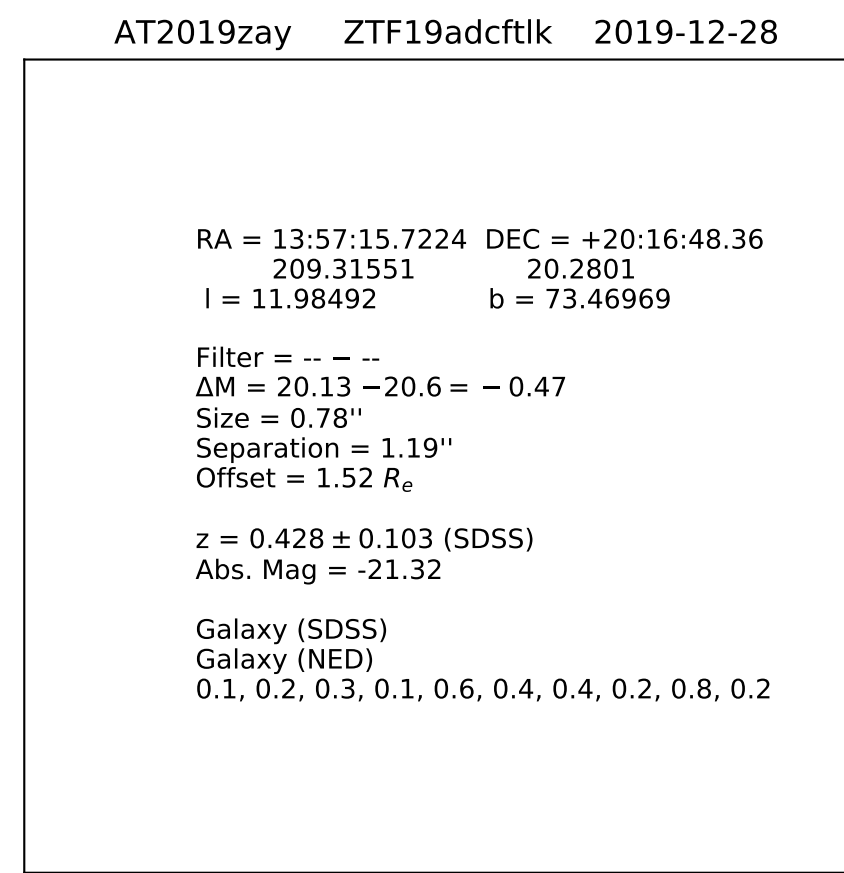 AT2019zay ZTF19adcftlk 2019-12-28
RA = 13:57:15.7224 DEC = +20:16:48.36
209.31551 20.2801
l = 11.98492 b = 73.46969
Filter = -- − --
ΔM = 20.13 −20.6 = − 0.47
Size = 0.78''
Separation = 1.19''
Offset = 1.52 Re
z = 0.428 ± 0.103 (SDSS)
Abs. Mag = -21.32
Galaxy (SDSS)
Galaxy (NED)
0.1, 0.2, 0.3, 0.1, 0.6, 0.4, 0.4, 0.2, 0.8, 0.2